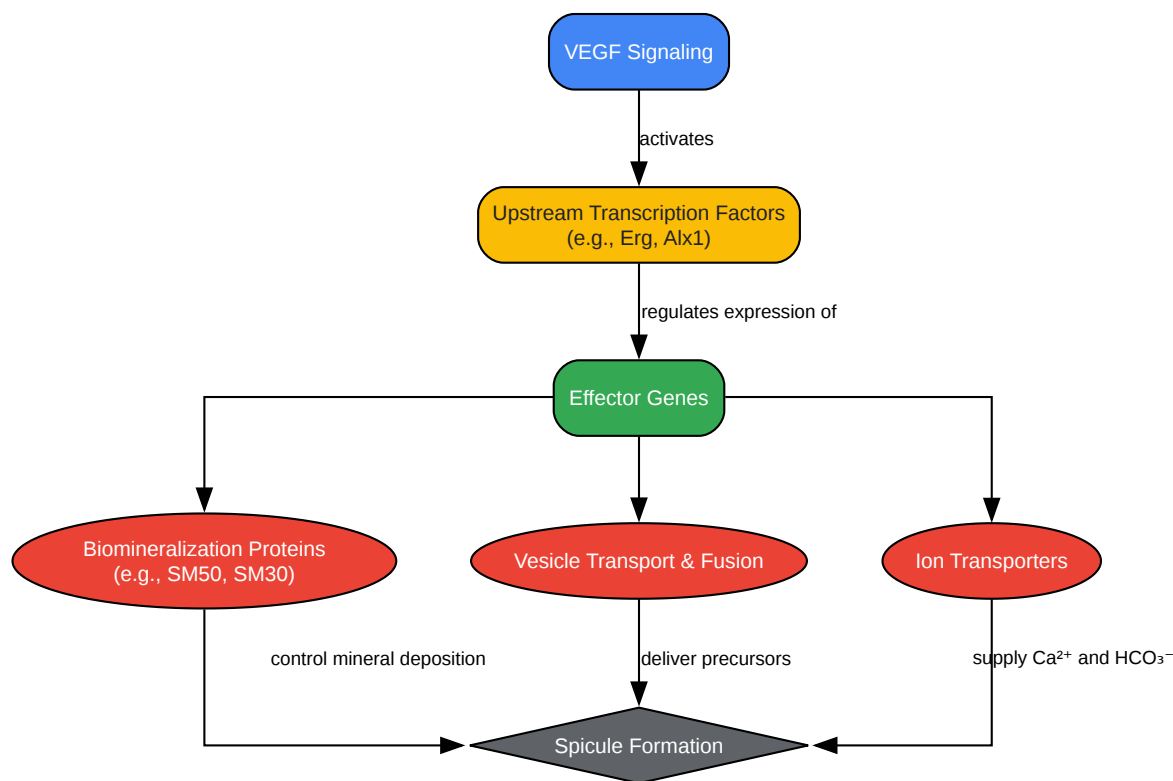 VEGF Signaling
activates
Upstream Transcription Factors
(e.g., Erg, Alx1)
regulates expression of
Effector Genes
Biomineralization Proteins
(e.g., SM50, SM30)
Vesicle Transport & Fusion
Ion Transporters
control mineral deposition
deliver precursors
supply Ca²⁺ and HCO₃⁻
Spicule Formation